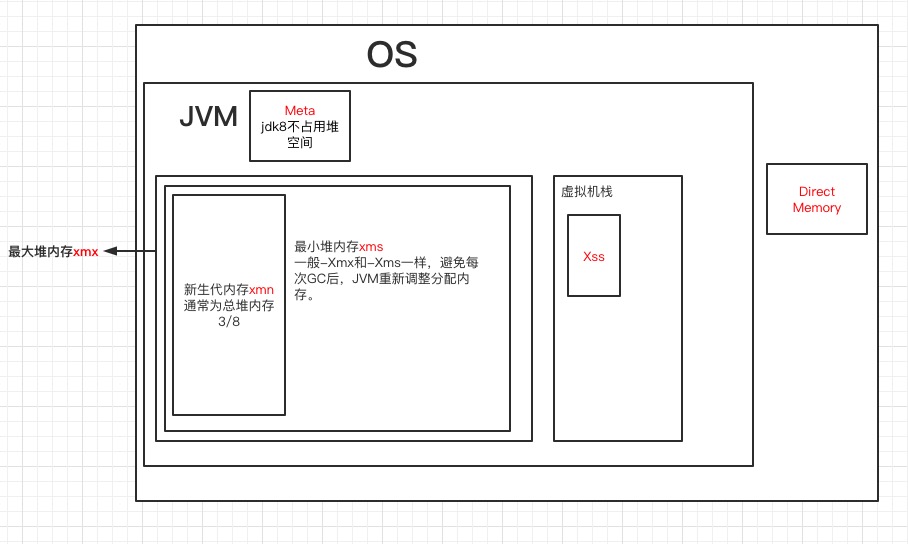 OS
JVM
Meta
jdk8不占用堆
空间
Direct
Memory
虚拟机栈
Xss
最大堆内存xmx
最小堆内存xms
一般-Xmx和-Xms一样，避免每
次GC后，JVM重新调整分配内
存。
新生代内存xmn
通常为总堆内存
3/8